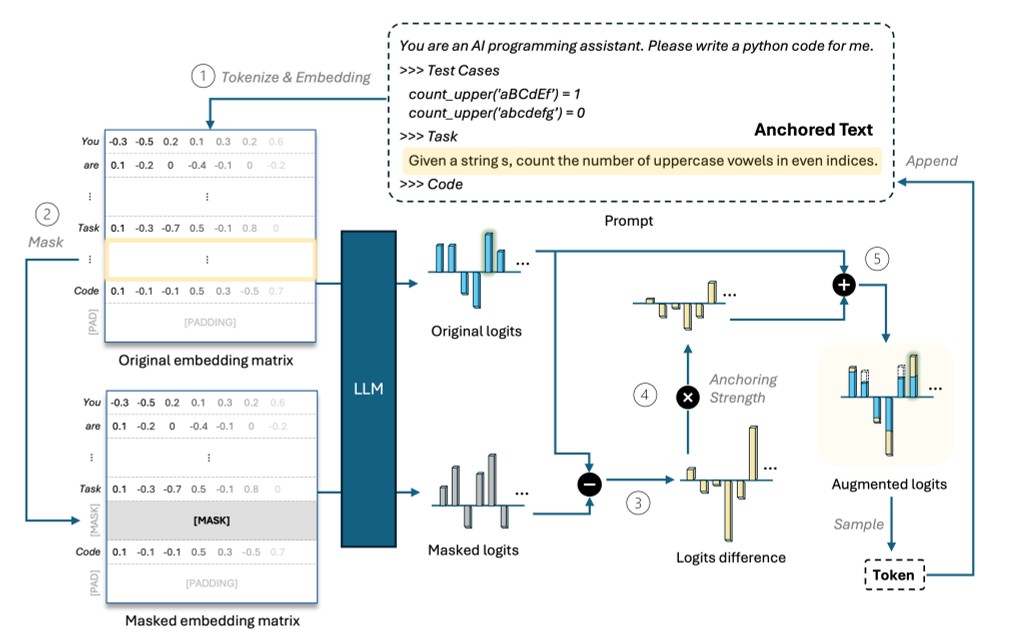 You are an AI programming assistant. Please write a python code for me.
>>> Test Cases
count_upper('aBCdEf') = 1
count_upper('abcdefg') = 0
>>> Task
Anchored Text
Given a string s, count the number of uppercase vowels in even indices.
>>> Code
Prompt
1 Tokenize & Embedding
You -0.3 -0.5 0.2 0.1 0.3 0.2 0.6
are 0.1 -0.2 0 -0.4 -0.1 0 -0.2
⋮ ⋮
Task 0.1 -0.3 -0.7 0.5 -0.1 0.8 0
⋮ ⋮
Code 0.1 -0.1 -0.1 0.5 0.3 -0.5 0.7
[PAD] [PADDING]
Original embedding matrix
2
Mask
You -0.3 -0.5 0.2 0.1 0.3 0.2 0.6
are 0.1 -0.2 0 -0.4 -0.1 0 -0.2
⋮ ⋮
Task 0.1 -0.3 -0.7 0.5 -0.1 0.8 0
[MASK] [MASK]
Code 0.1 -0.1 -0.1 0.5 0.3 -0.5 0.7
[PAD] [PADDING]
Masked embedding matrix
LLM
...
Original logits
...
Masked logits
−
3
...
Logits difference
4
×
Anchoring
Strength
...
+
5
...
Augmented logits
Sample
Token
Append